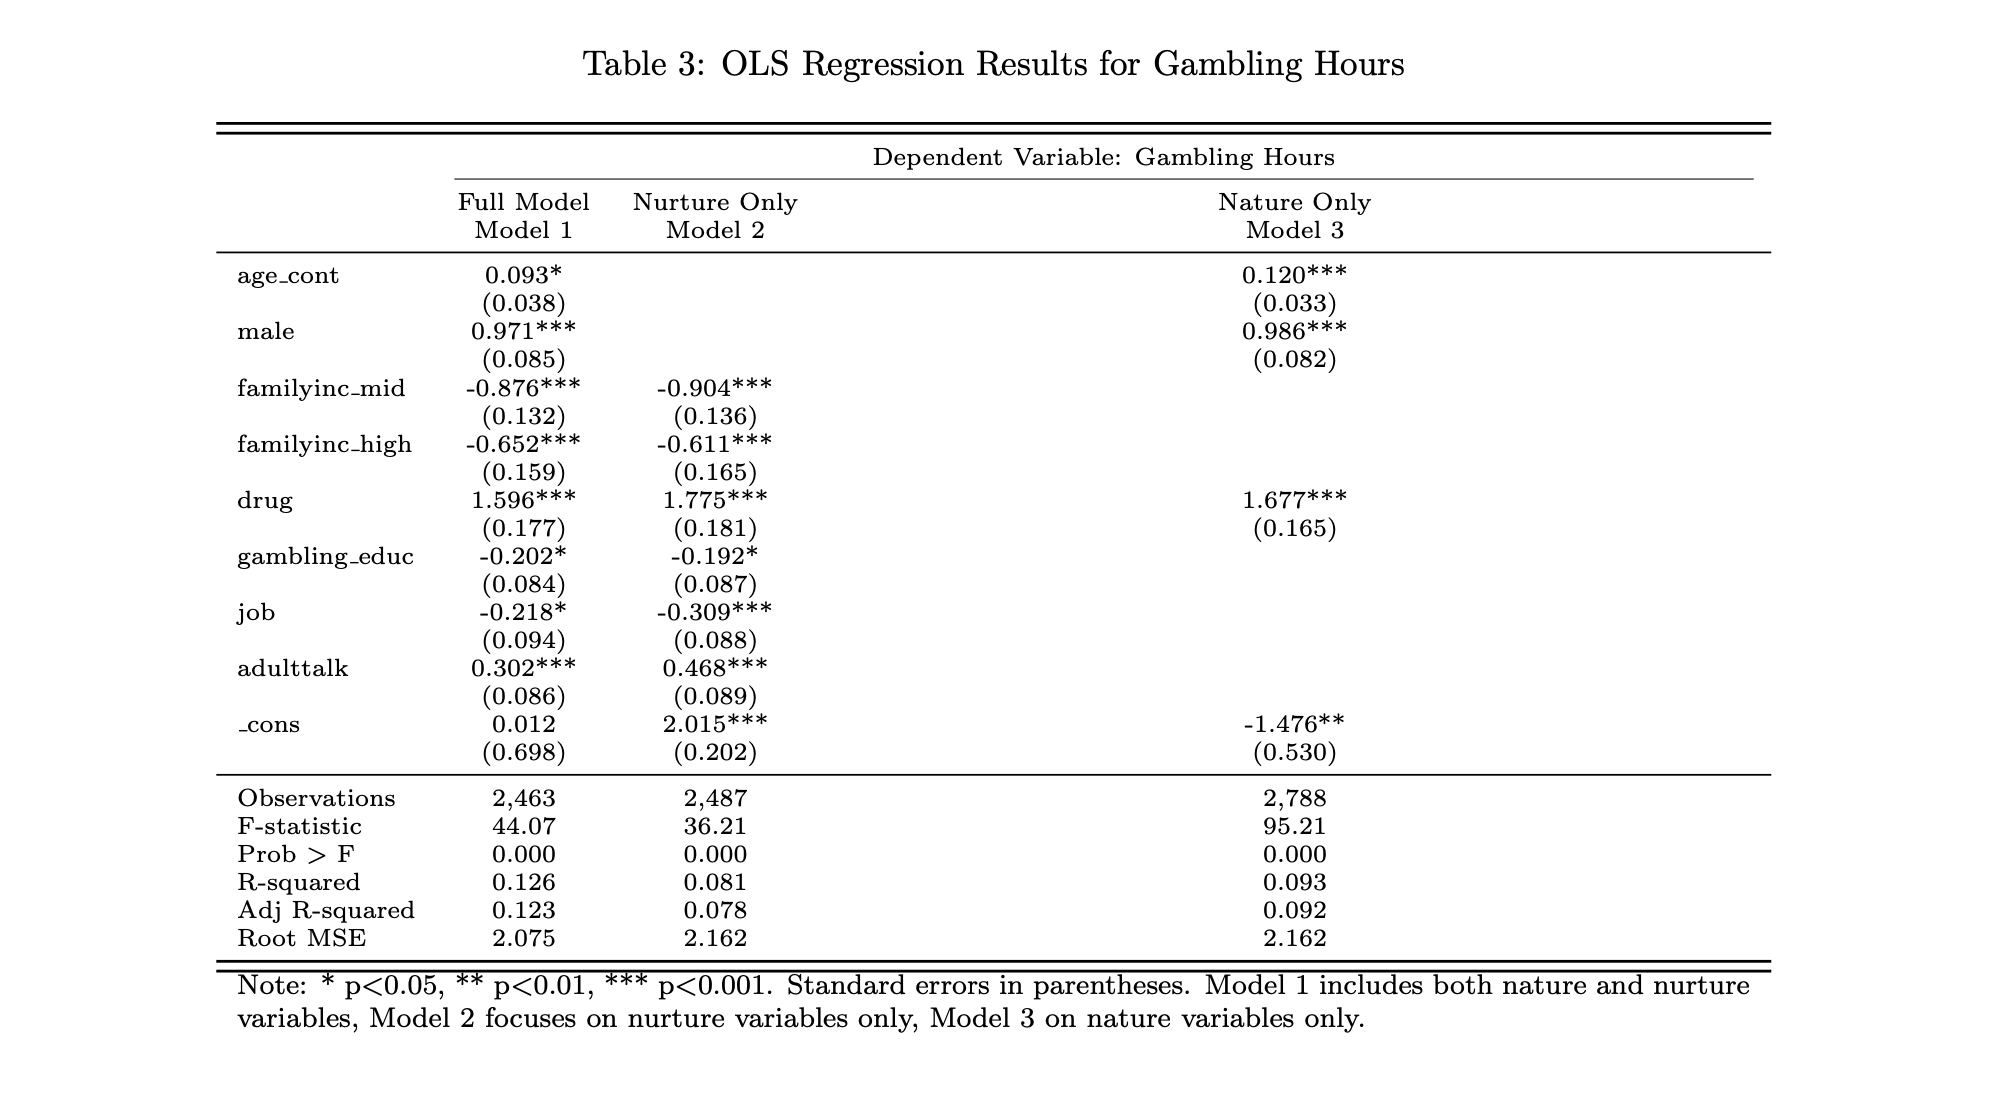 Table 3: OLS Regression Results for Gambling Hours
Dependent Variable: Gambling Hours
Full Model Nurture Only Nature Only
Model 1 Model 2 Model 3
age_cont 0.093* 0.120***
(0.038) (0.033)
male 0.971*** 0.986***
(0.085) (0.082)
familyinc_mid -0.876*** -0.904***
(0.132) (0.136)
familyinc_high -0.652*** -0.611***
(0.159) (0.165)
drug 1.596*** 1.775*** 1.677***
(0.177) (0.181) (0.165)
gambling_educ -0.202* -0.192*
(0.084) (0.087)
job -0.218* -0.309***
(0.094) (0.088)
adulttalk 0.302*** 0.468***
(0.086) (0.089)
_cons 0.012 2.015*** -1.476**
(0.698) (0.202) (0.530)
Observations 2,463 2,487 2,788
F-statistic 44.07 36.21 95.21
Prob > F 0.000 0.000 0.000
R-squared 0.126 0.081 0.093
Adj R-squared 0.123 0.078 0.092
Root MSE 2.075 2.162 2.162
Note: * p<0.05, ** p<0.01, *** p<0.001. Standard errors in parentheses. Model 1 includes both nature and nurture
variables, Model 2 focuses on nurture variables only, Model 3 on nature variables only.